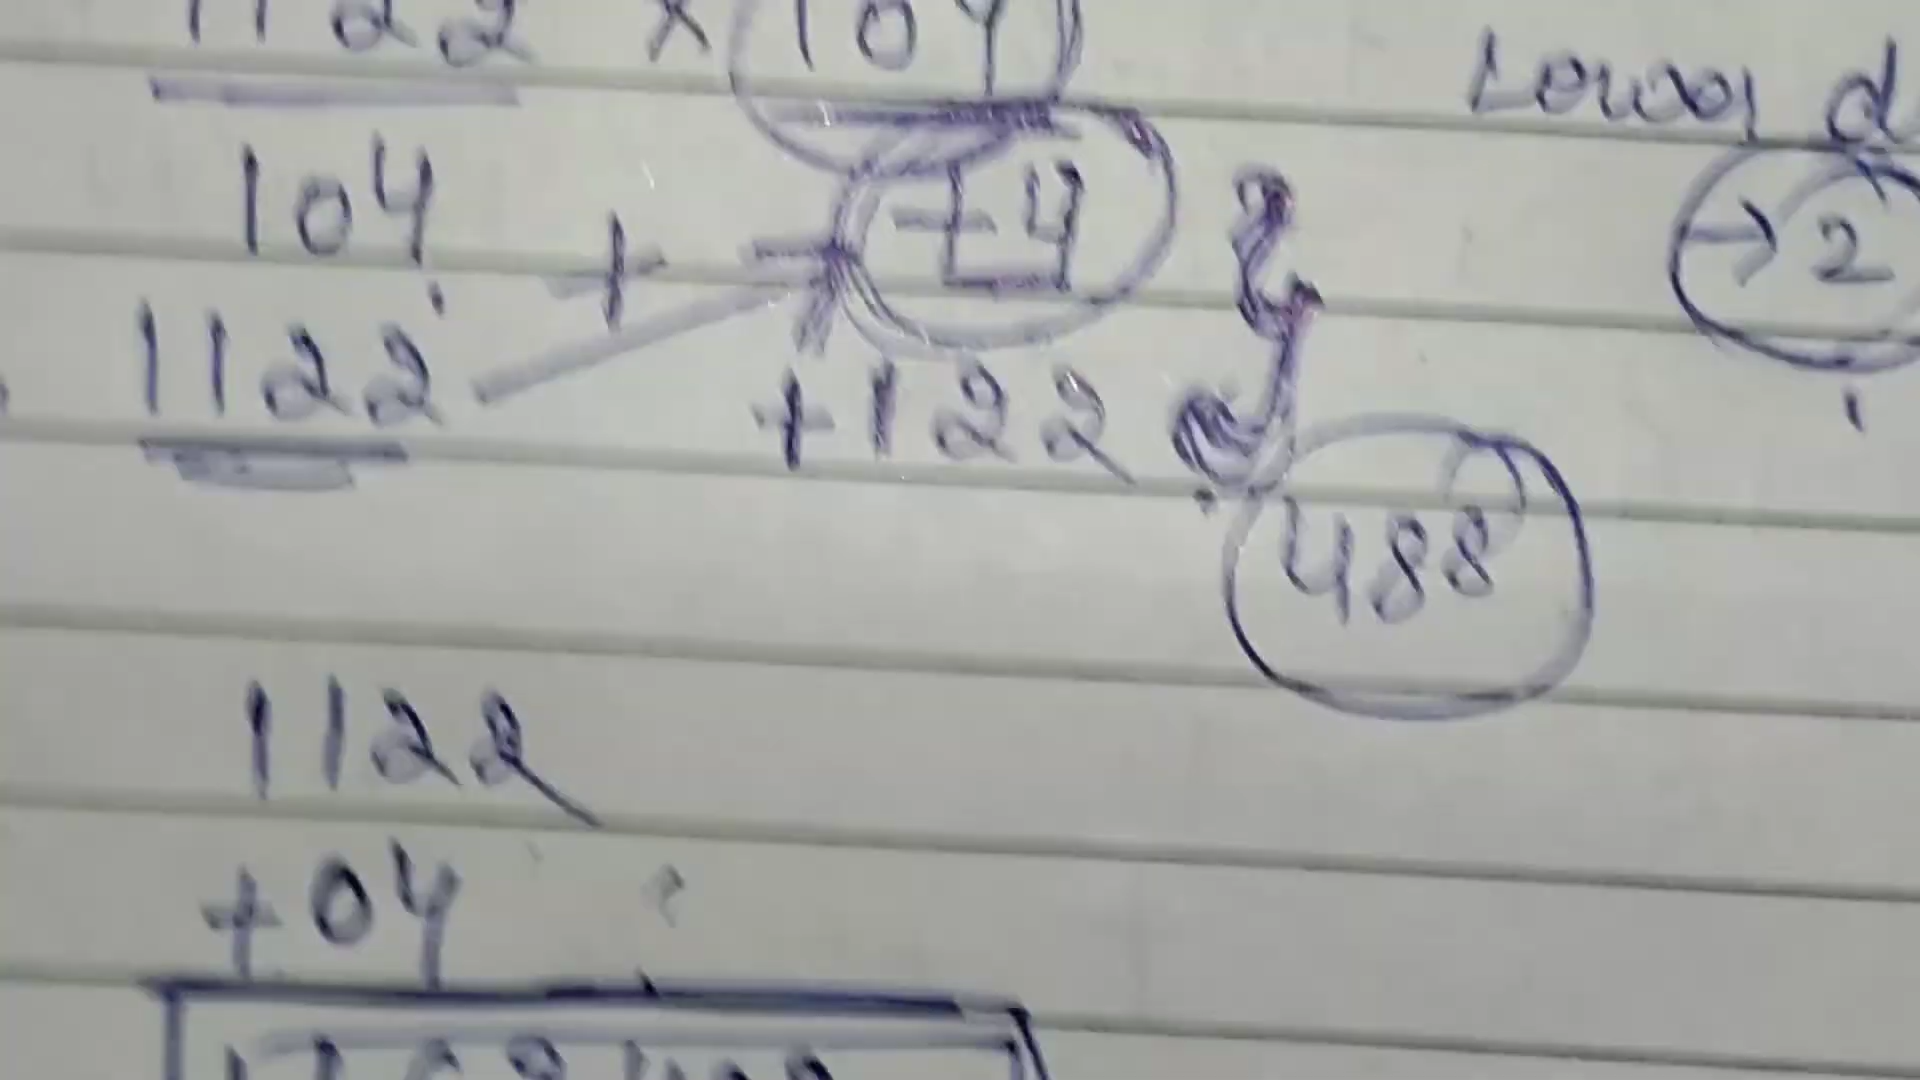 1122 × 104
Lower d
104 + +4
→ 2
1122 +122
488
1122
+04